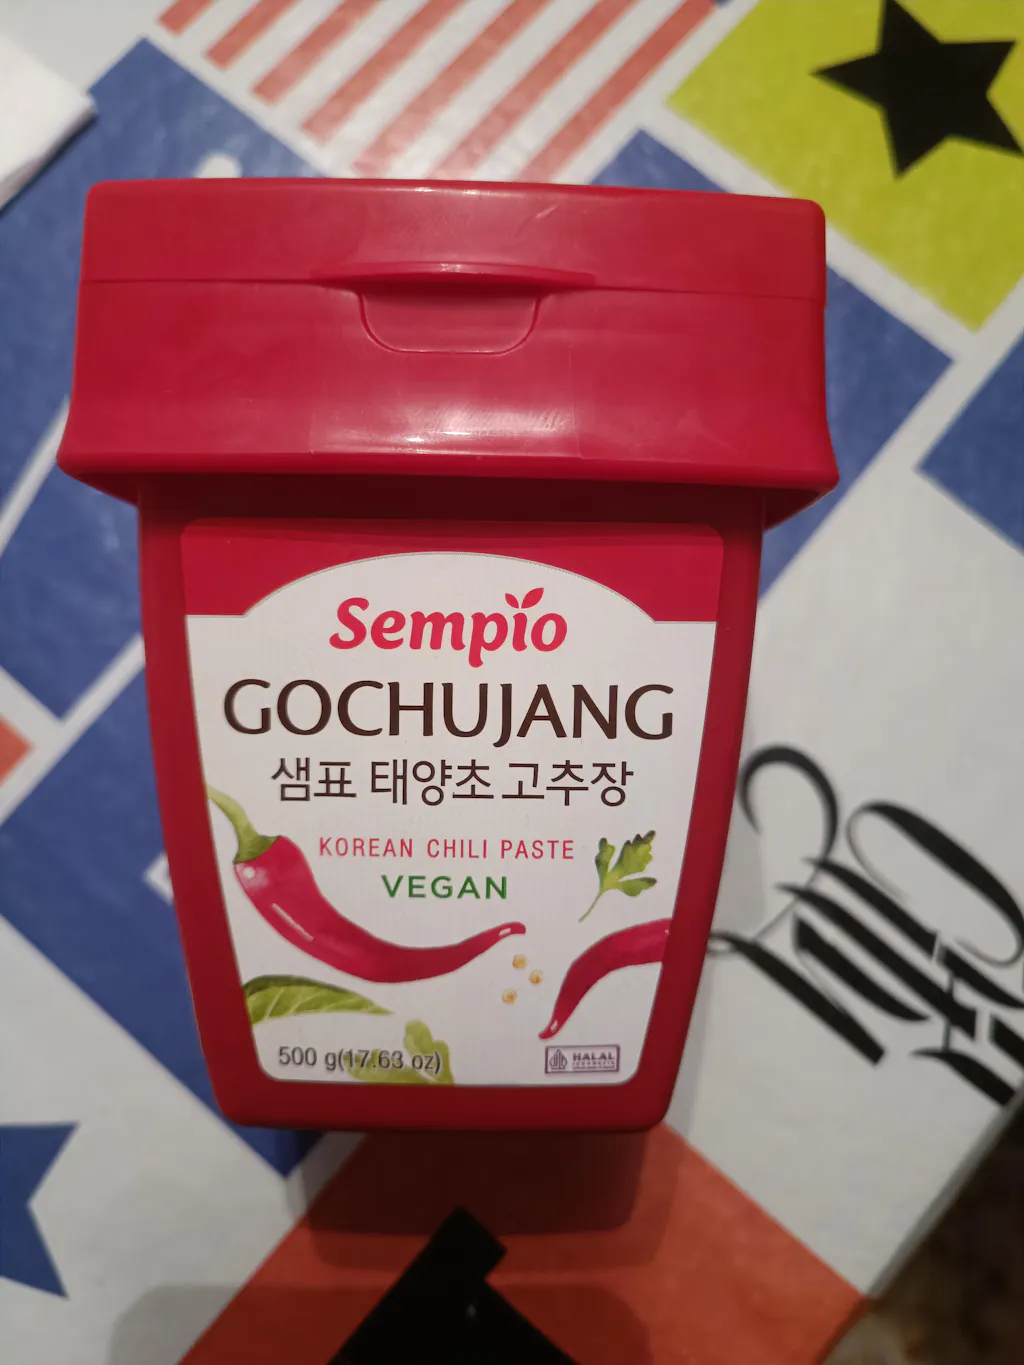 Sempio
GOCHUJANG
샘표 태양초 고추장
KOREAN CHILI PASTE
VEGAN
500 g(17.63 oz)
HALAL
INDONESIA